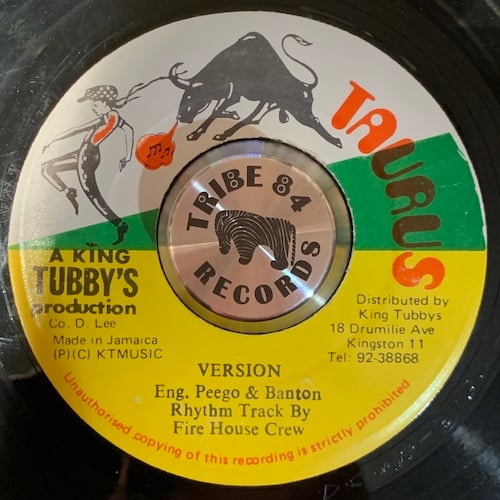 TAURUS
TRIBE 84
RECORDS
A KING
TUBBY'S
production
Co. D. Lee
Made in Jamaica
(P)(C) KTMUSIC
Distributed by
King Tubbys
18 Drumilie Ave
Kingston 11
Tel: 92-38868
VERSION
Eng. Peego & Banton
Rhythm Track By
Fire House Crew
Unauthorised copying of this recording is strictly prohibited